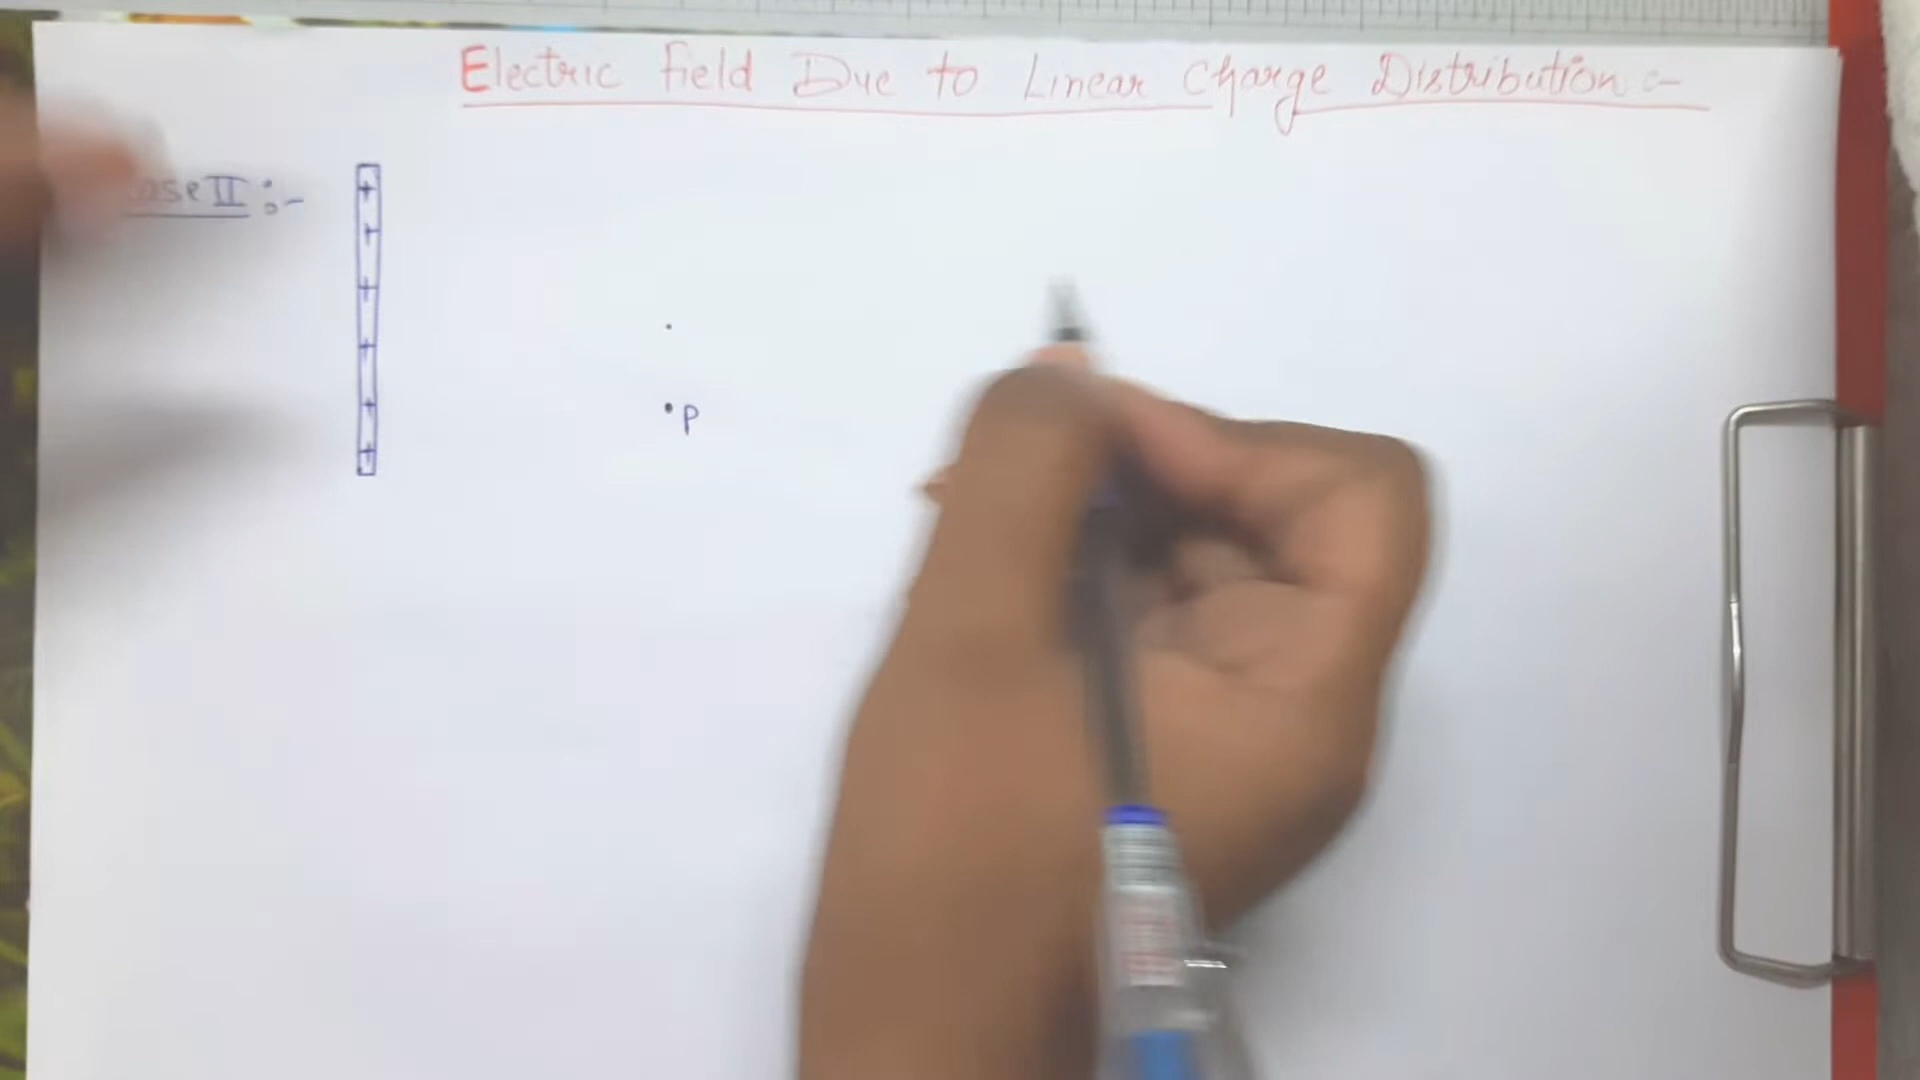 Electric field Due to Linear Charge Distribution :-
Case II :-
+
+
+
+
+
+
P